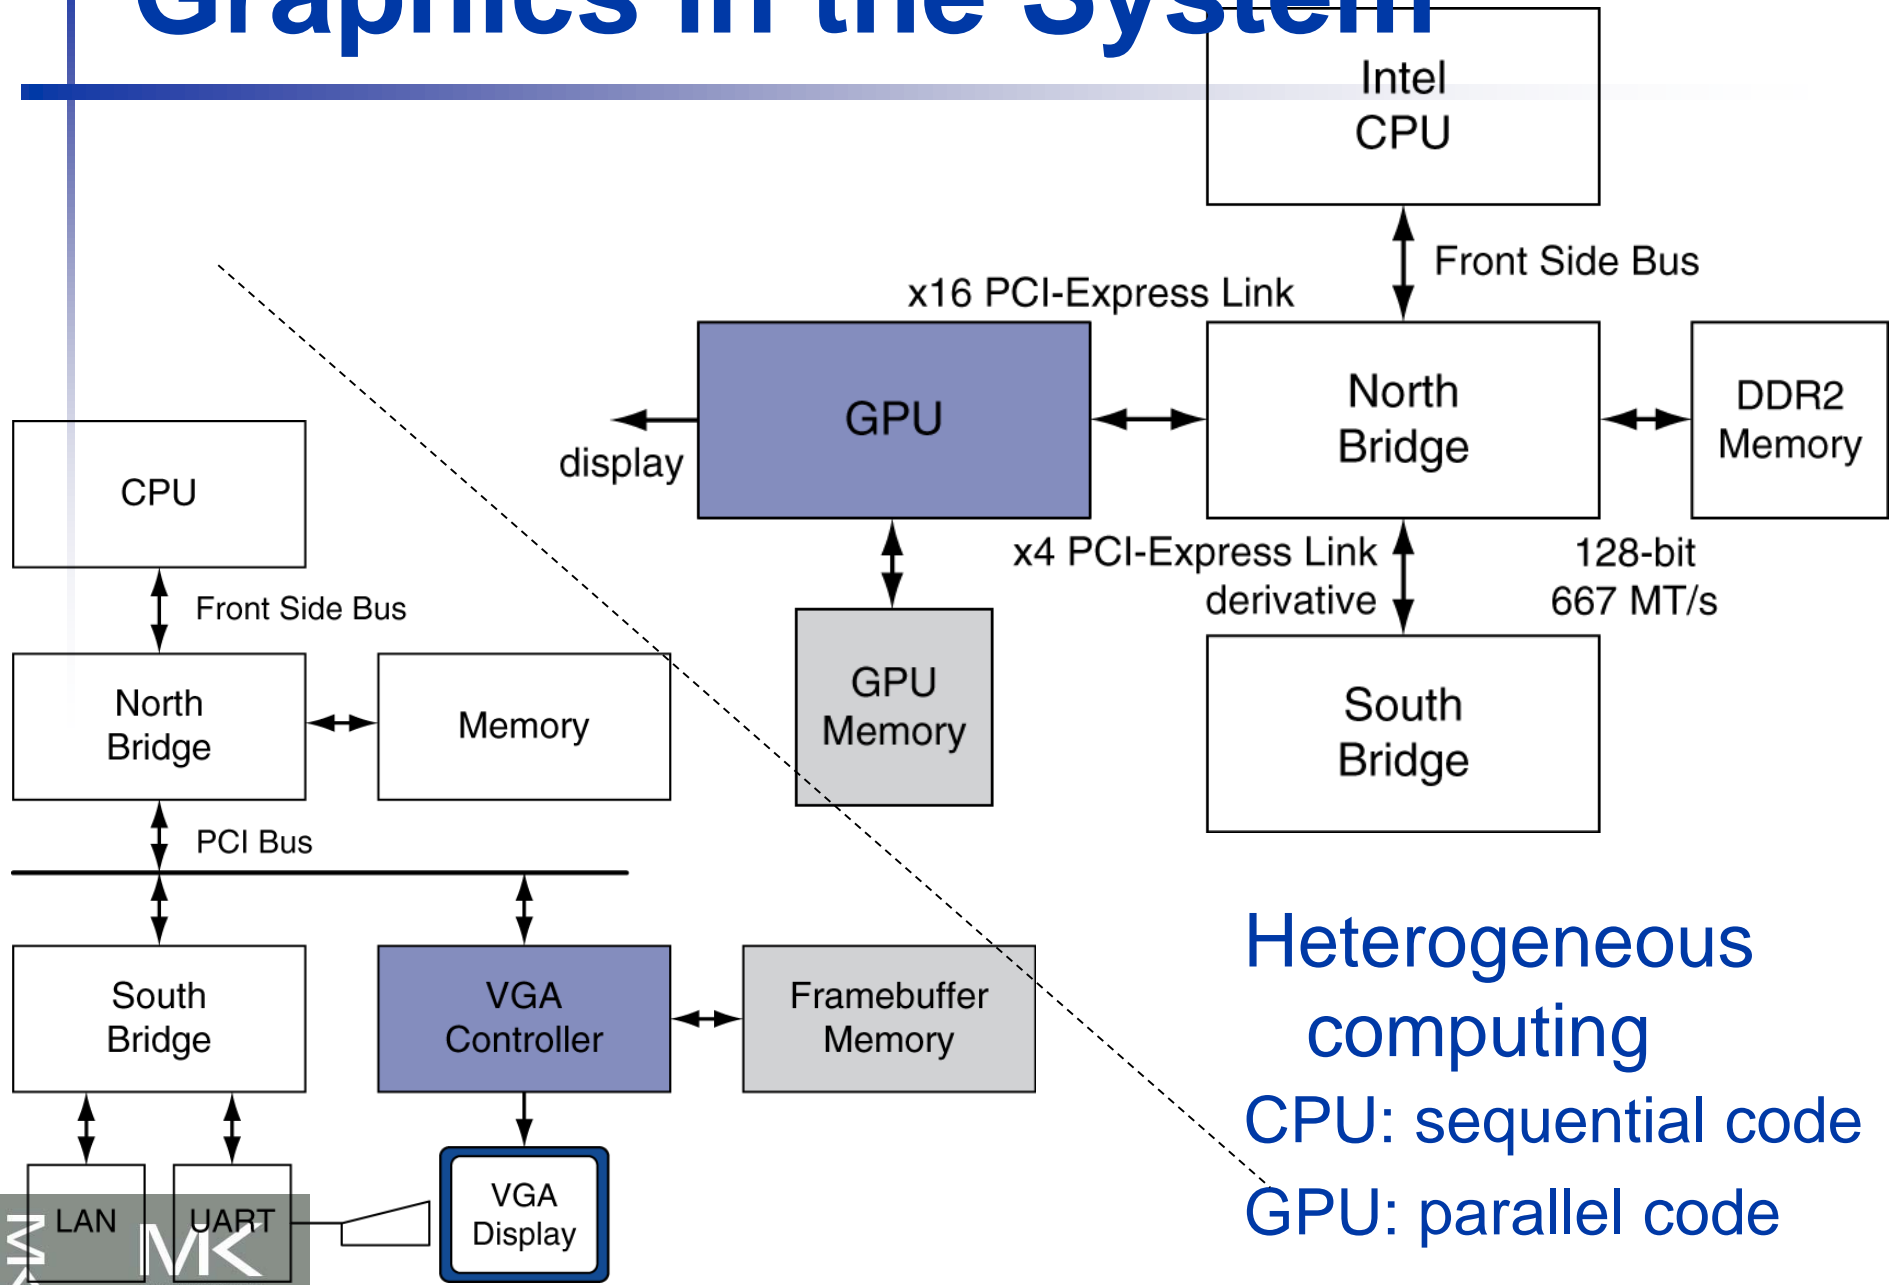 Graphics in the System
Intel
CPU
Front Side Bus
x16 PCI-Express Link
GPU
North
Bridge
DDR2
Memory
display
x4 PCI-Express Link
derivative
128-bit
667 MT/s
GPU
Memory
South
Bridge
CPU
Front Side Bus
North
Bridge
Memory
PCI Bus
South
Bridge
VGA
Controller
Framebuffer
Memory
LAN
UART
VGA
Display
Heterogeneous
computing
CPU: sequential code
GPU: parallel code
MK